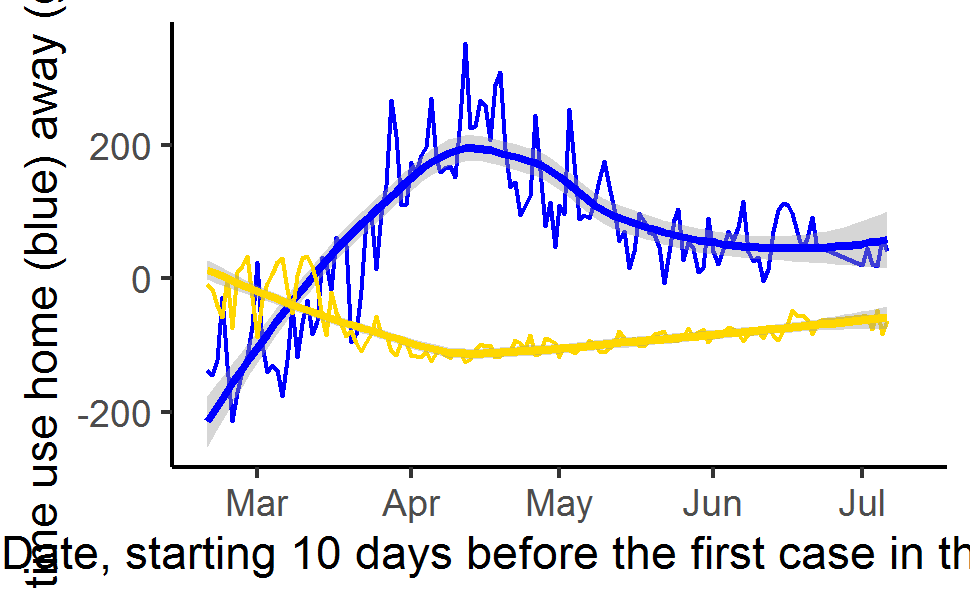 time use home (blue) away (g
200
0
-200
Mar Apr May Jun Jul
Date, starting 10 days before the first case in th